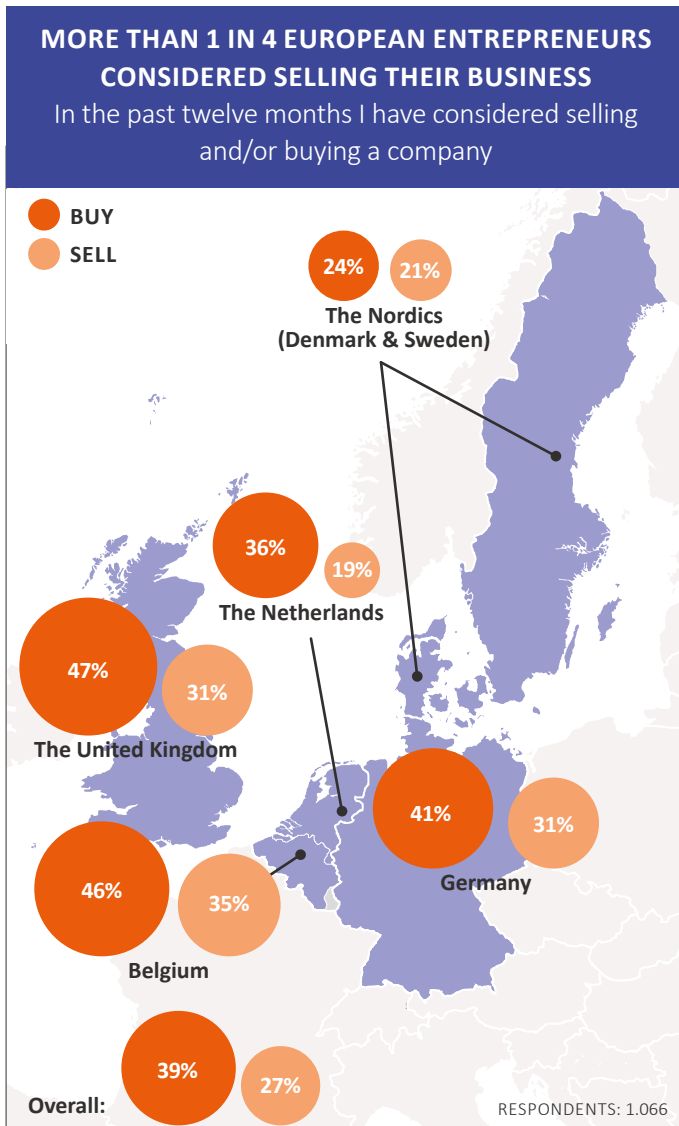 MORE THAN 1 IN 4 EUROPEAN ENTREPRENEURS
CONSIDERED SELLING THEIR BUSINESS
In the past twelve months I have considered selling
and/or buying a company
BUY
SELL
24%
21%
The Nordics
(Denmark & Sweden)
36%
19%
The Netherlands
47%
31%
The United Kingdom
41%
31%
Germany
46%
35%
Belgium
39%
27%
Overall:
RESPONDENTS: 1.066